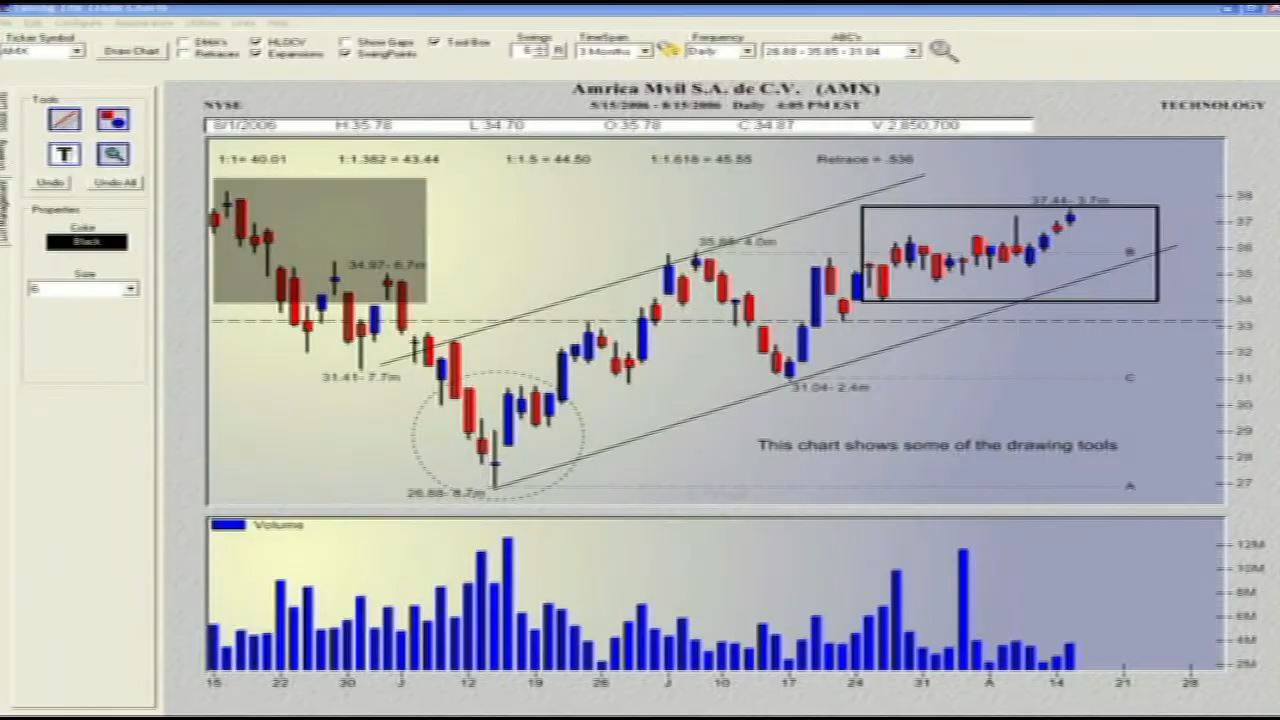 Ticker Symbol
AMX
Draw Chart
EMA's
Retraces
HLOCV
Expansions
Show Gaps
SwingPoints
Tool Box
Swings
TimeSpan
3 Months
Frequency
Daily
ABC's
26.88 - 35.85 - 31.04
Amrica Mvil S.A. de C.V. (AMX)
NYSE
5/15/2006 - 8/15/2006 Daily 4:05 PM EST
TECHNOLOGY
8/1/2006 H:35.78 L:34.70 O:35.78 C:34.87 V:2,850,700
1:1= 40.01 1:1.382 = 43.44 1:1.5 = 44.50 1:1.618 = 45.55 Retrace = .536
Tools
T
Undo
Undo All
Properties
Color
Black
Size
6
34.97- 6.7m
31.41- 7.7m
26.88- 8.7m
35.85- 4.0m
31.04- 2.4m
37.44- 3.7m
B
C
A
This chart shows some of the drawing tools
38
37
36
35
34
33
32
31
30
29
28
27
Volume
12M
10M
8M
6M
4M
2M
15 22 30 J 12 19 26 J 10 17 24 31 A 14 21 28